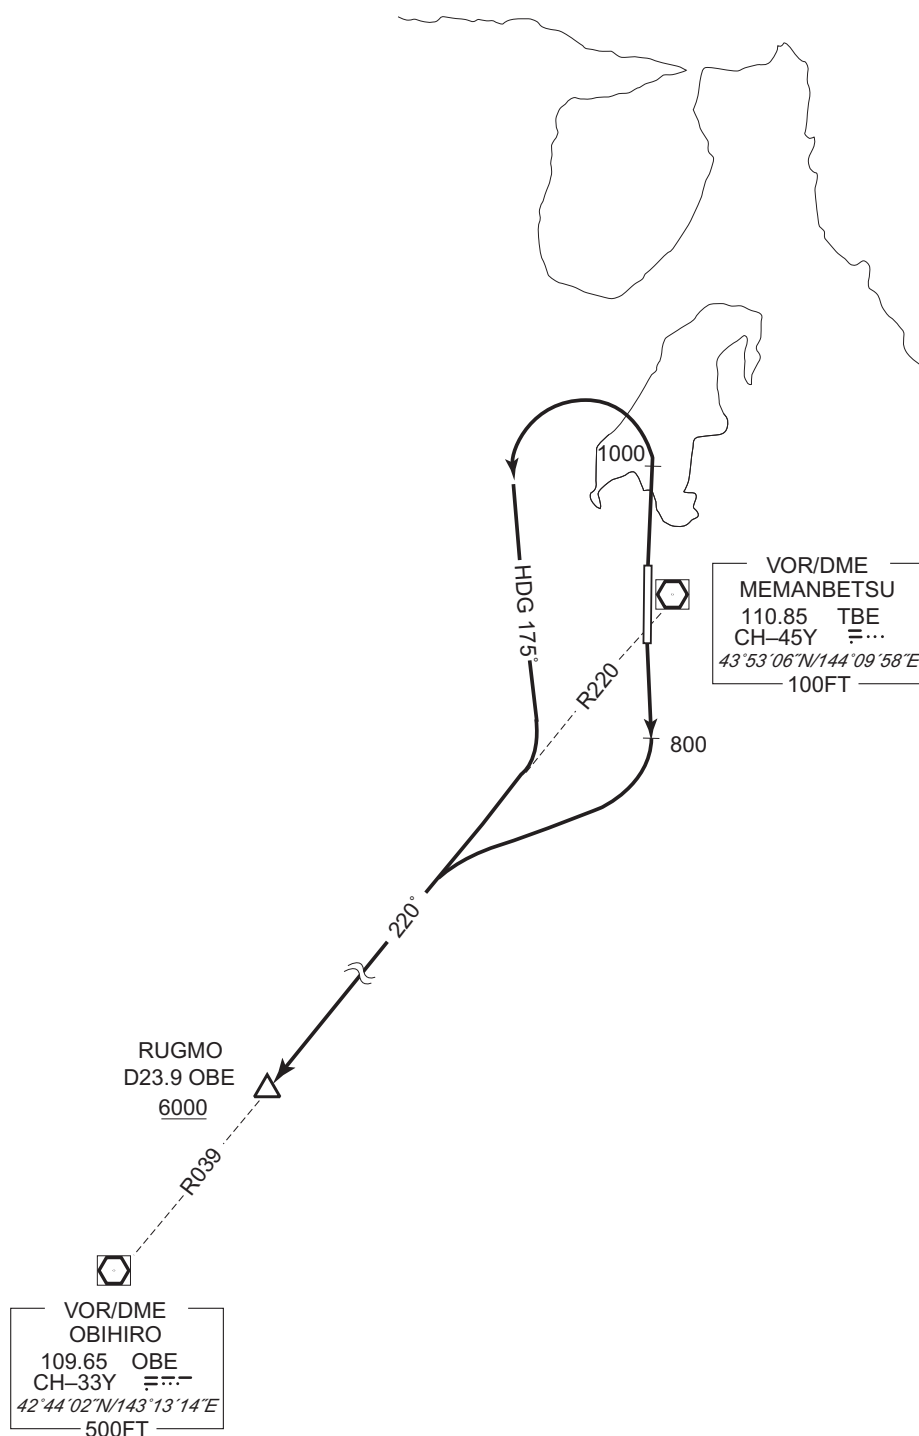 1000
HDG 175°
VOR/DME
MEMANBETSU
110.85 TBE
CH–45Y
43°53´06˝N/144°09´58˝E
100FT
R220
800
220°
RUGMO
D23.9 OBE
6000
R039
VOR/DME
OBIHIRO
109.65 OBE
CH–33Y
42°44´02˝N/143°13´14˝E
500FT